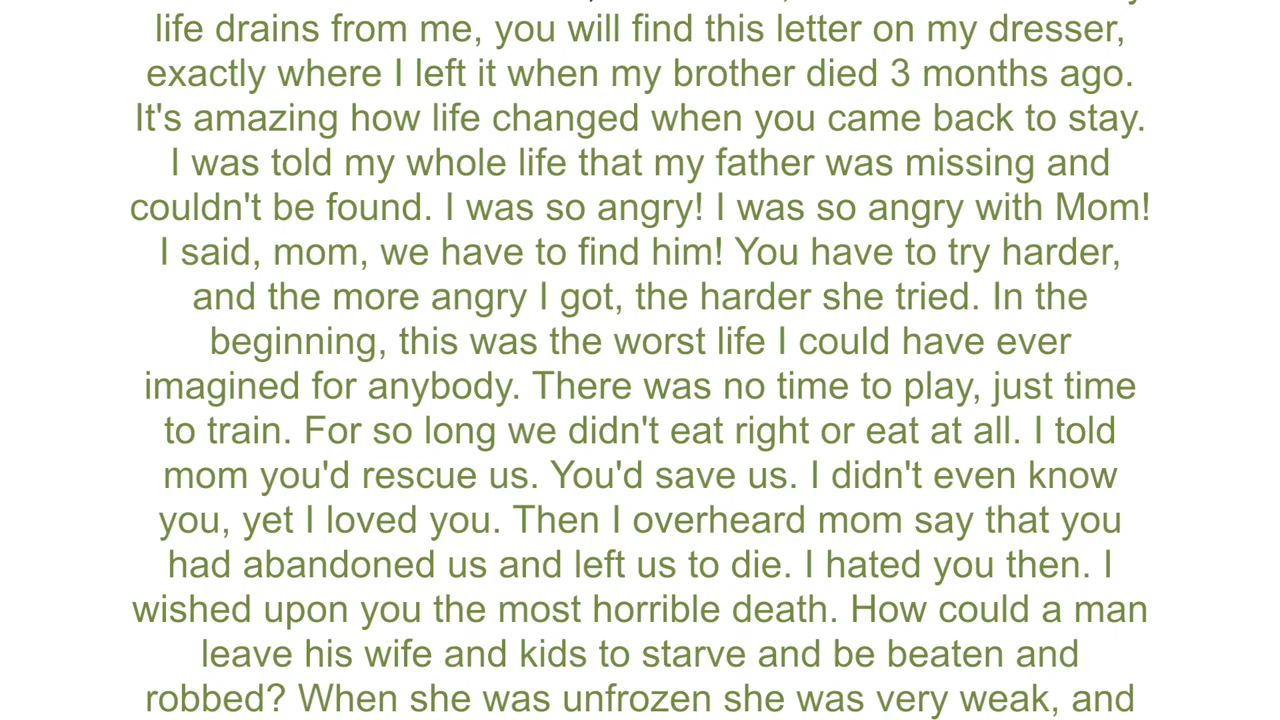 life drains from me, you will find this letter on my dresser,
exactly where I left it when my brother died 3 months ago.
It's amazing how life changed when you came back to stay.
I was told my whole life that my father was missing and
couldn't be found. I was so angry! I was so angry with Mom!
I said, mom, we have to find him! You have to try harder,
and the more angry I got, the harder she tried. In the
beginning, this was the worst life I could have ever
imagined for anybody. There was no time to play, just time
to train. For so long we didn't eat right or eat at all. I told
mom you'd rescue us. You'd save us. I didn't even know
you, yet I loved you. Then I overheard mom say that you
had abandoned us and left us to die. I hated you then. I
wished upon you the most horrible death. How could a man
leave his wife and kids to starve and be beaten and
robbed? When she was unfrozen she was very weak, and